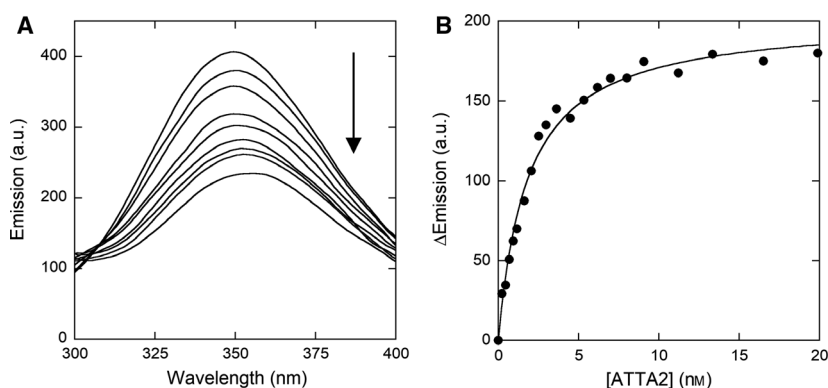 A
Emission (a.u.)
400
300
200
100
0
300 325 350 375 400
Wavelength (nm)
B
ΔEmission (a.u.)
200
150
100
50
0
0 5 10 15 20
[ATTA2] (nM)